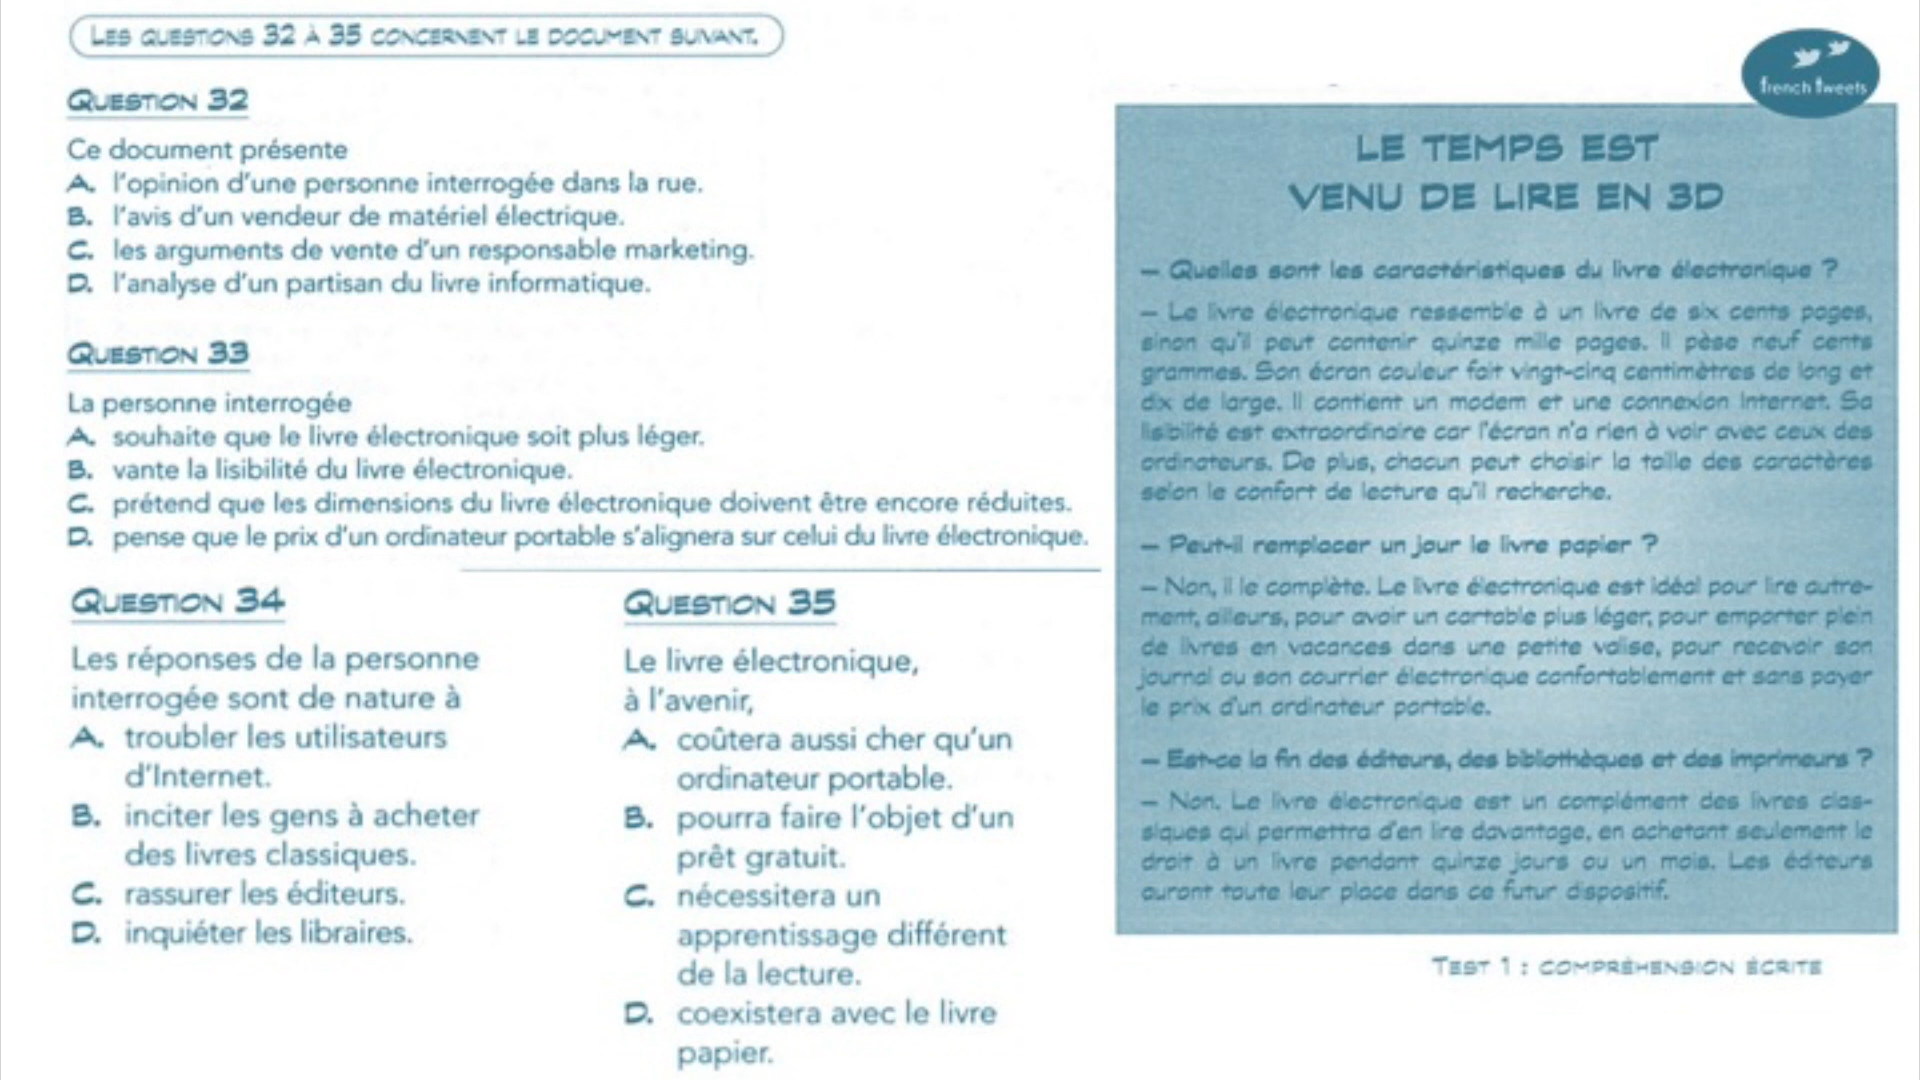 LES QUESTIONS 32 À 35 CONCERNENT LE DOCUMENT SUIVANT.
QUESTION 32
Ce document présente
A. l'opinion d'une personne interrogée dans la rue.
B. l'avis d'un vendeur de matériel électrique.
C. les arguments de vente d'un responsable marketing.
D. l'analyse d'un partisan du livre informatique.
QUESTION 33
La personne interrogée
A. souhaite que le livre électronique soit plus léger.
B. vante la lisibilité du livre électronique.
C. prétend que les dimensions du livre électronique doivent être encore réduites.
D. pense que le prix d'un ordinateur portable s'alignera sur celui du livre électronique.
QUESTION 34
Les réponses de la personne
interrogée sont de nature à
A. troubler les utilisateurs
d'Internet.
B. inciter les gens à acheter
des livres classiques.
C. rassurer les éditeurs.
D. inquiéter les libraires.
QUESTION 35
Le livre électronique,
à l'avenir,
A. coûtera aussi cher qu'un
ordinateur portable.
B. pourra faire l'objet d'un
prêt gratuit.
C. nécessitera un
apprentissage différent
de la lecture.
D. coexistera avec le livre
papier.
french tweets
LE TEMPS EST
VENU DE LIRE EN 3D
– Quelles sont les caractéristiques du livre électronique ?
– Le livre électronique ressemble à un livre de six cents pages,
sinon qu'il peut contenir quinze mille pages. Il pèse neuf cents
grammes. Son écran couleur fait vingt-cinq centimètres de long et
dix de large. Il contient un modem et une connexion Internet. Sa
lisibilité est extraordinaire car l'écran n'a rien à voir avec ceux des
ordinateurs. De plus, chacun peut choisir la taille des caractères
selon le confort de lecture qu'il recherche.
– Peut-il remplacer un jour le livre papier ?
– Non, il le complète. Le livre électronique est idéal pour lire autre-
ment, ailleurs, pour avoir un cartable plus léger, pour emporter plein
de livres en vacances dans une petite valise, pour recevoir son
journal ou son courrier électronique confortablement et sans payer
le prix d'un ordinateur portable.
– Est-ce la fin des éditeurs, des bibliothèques et des imprimeurs ?
– Non. Le livre électronique est un complément des livres clas-
siques qui permettra d'en lire davantage, en achetant seulement le
droit à un livre pendant quinze jours ou un mois. Les éditeurs
auront toute leur place dans ce futur dispositif.
TEST 1 : COMPRÉHENSION ÉCRITE